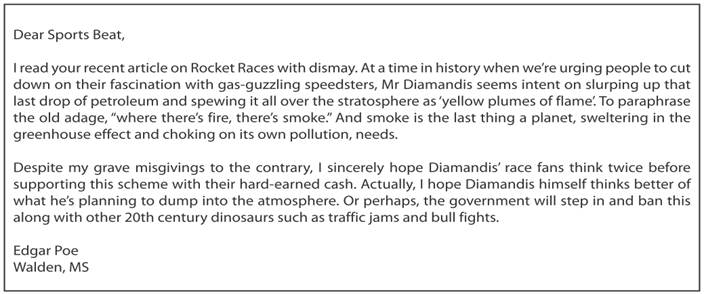 Dear Sports Beat,
I read your recent article on Rocket Races with dismay. At a time in history when we're urging people to cut
down on their fascination with gas-guzzling speedsters, Mr Diamandis seems intent on slurping up that
last drop of petroleum and spewing it all over the stratosphere as 'yellow plumes of flame'. To paraphrase
the old adage, "where there's fire, there's smoke." And smoke is the last thing a planet, sweltering in the
greenhouse effect and choking on its own pollution, needs.
Despite my grave misgivings to the contrary, I sincerely hope Diamandis' race fans think twice before
supporting this scheme with their hard-earned cash. Actually, I hope Diamandis himself thinks better of
what he's planning to dump into the atmosphere. Or perhaps, the government will step in and ban this
along with other 20th century dinosaurs such as traffic jams and bull fights.
Edgar Poe
Walden, MS